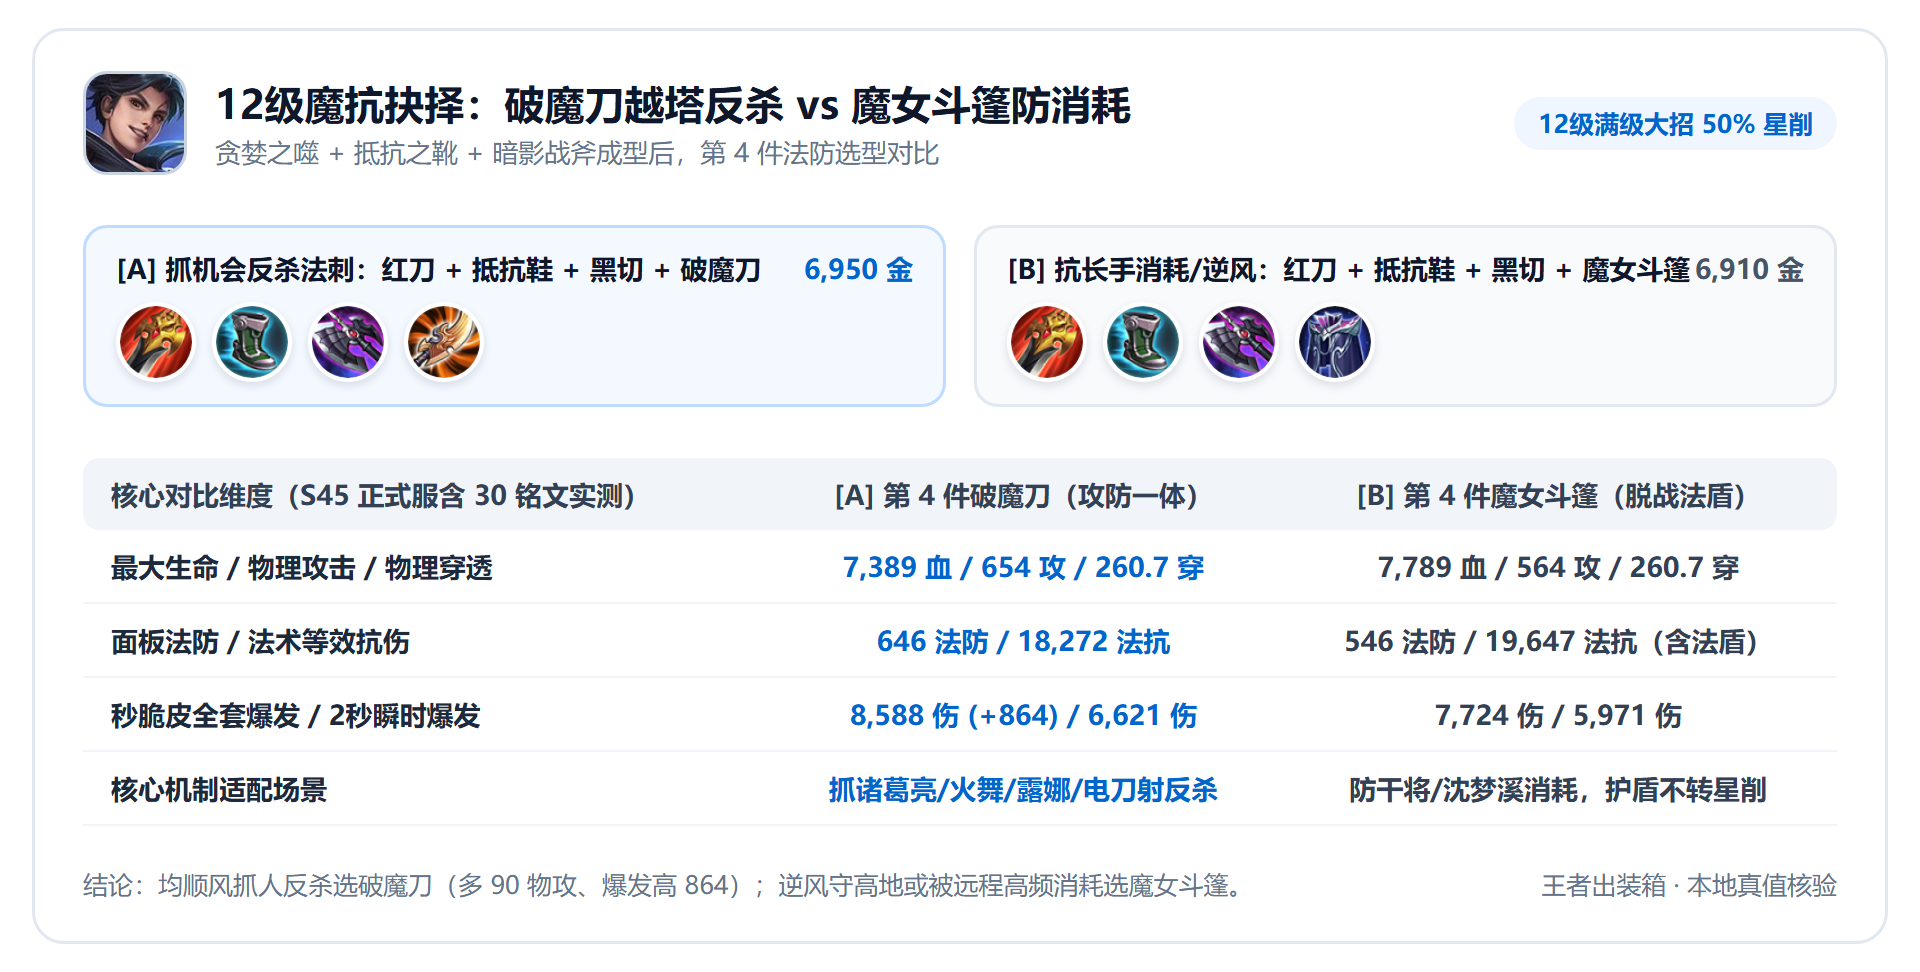 12级魔抗抉择：破魔刀越塔反杀 vs 魔女斗篷防消耗
贪婪之噬 + 抵抗之靴 + 暗影战斧成型后，第 4 件法防选型对比
12级满级大招 50% 星削
[A] 抓机会反杀法刺：红刀 + 抵抗鞋 + 黑切 + 破魔刀 6,950 金
[B] 抗长手消耗/逆风：红刀 + 抵抗鞋 + 黑切 + 魔女斗篷 6,910 金
核心对比维度（S45 正式服含 30 铭文实测） [A] 第 4 件破魔刀（攻防一体） [B] 第 4 件魔女斗篷（脱战法盾）
最大生命 / 物理攻击 / 物理穿透 7,389 血 / 654 攻 / 260.7 穿 7,789 血 / 564 攻 / 260.7 穿
面板法防 / 法术等效抗伤 646 法防 / 18,272 法抗 546 法防 / 19,647 法抗（含法盾）
秒脆皮全套爆发 / 2秒瞬时爆发 8,588 伤 (+864) / 6,621 伤 7,724 伤 / 5,971 伤
核心机制适配场景 抓诸葛亮/火舞/露娜/电刀射反杀 防干将/沈梦溪消耗，护盾不转星削
结论：均顺风抓人反杀选破魔刀（多 90 物攻、爆发高 864）；逆风守高地或被远程高频消耗选魔女斗篷。
王者出装箱 · 本地真值核验